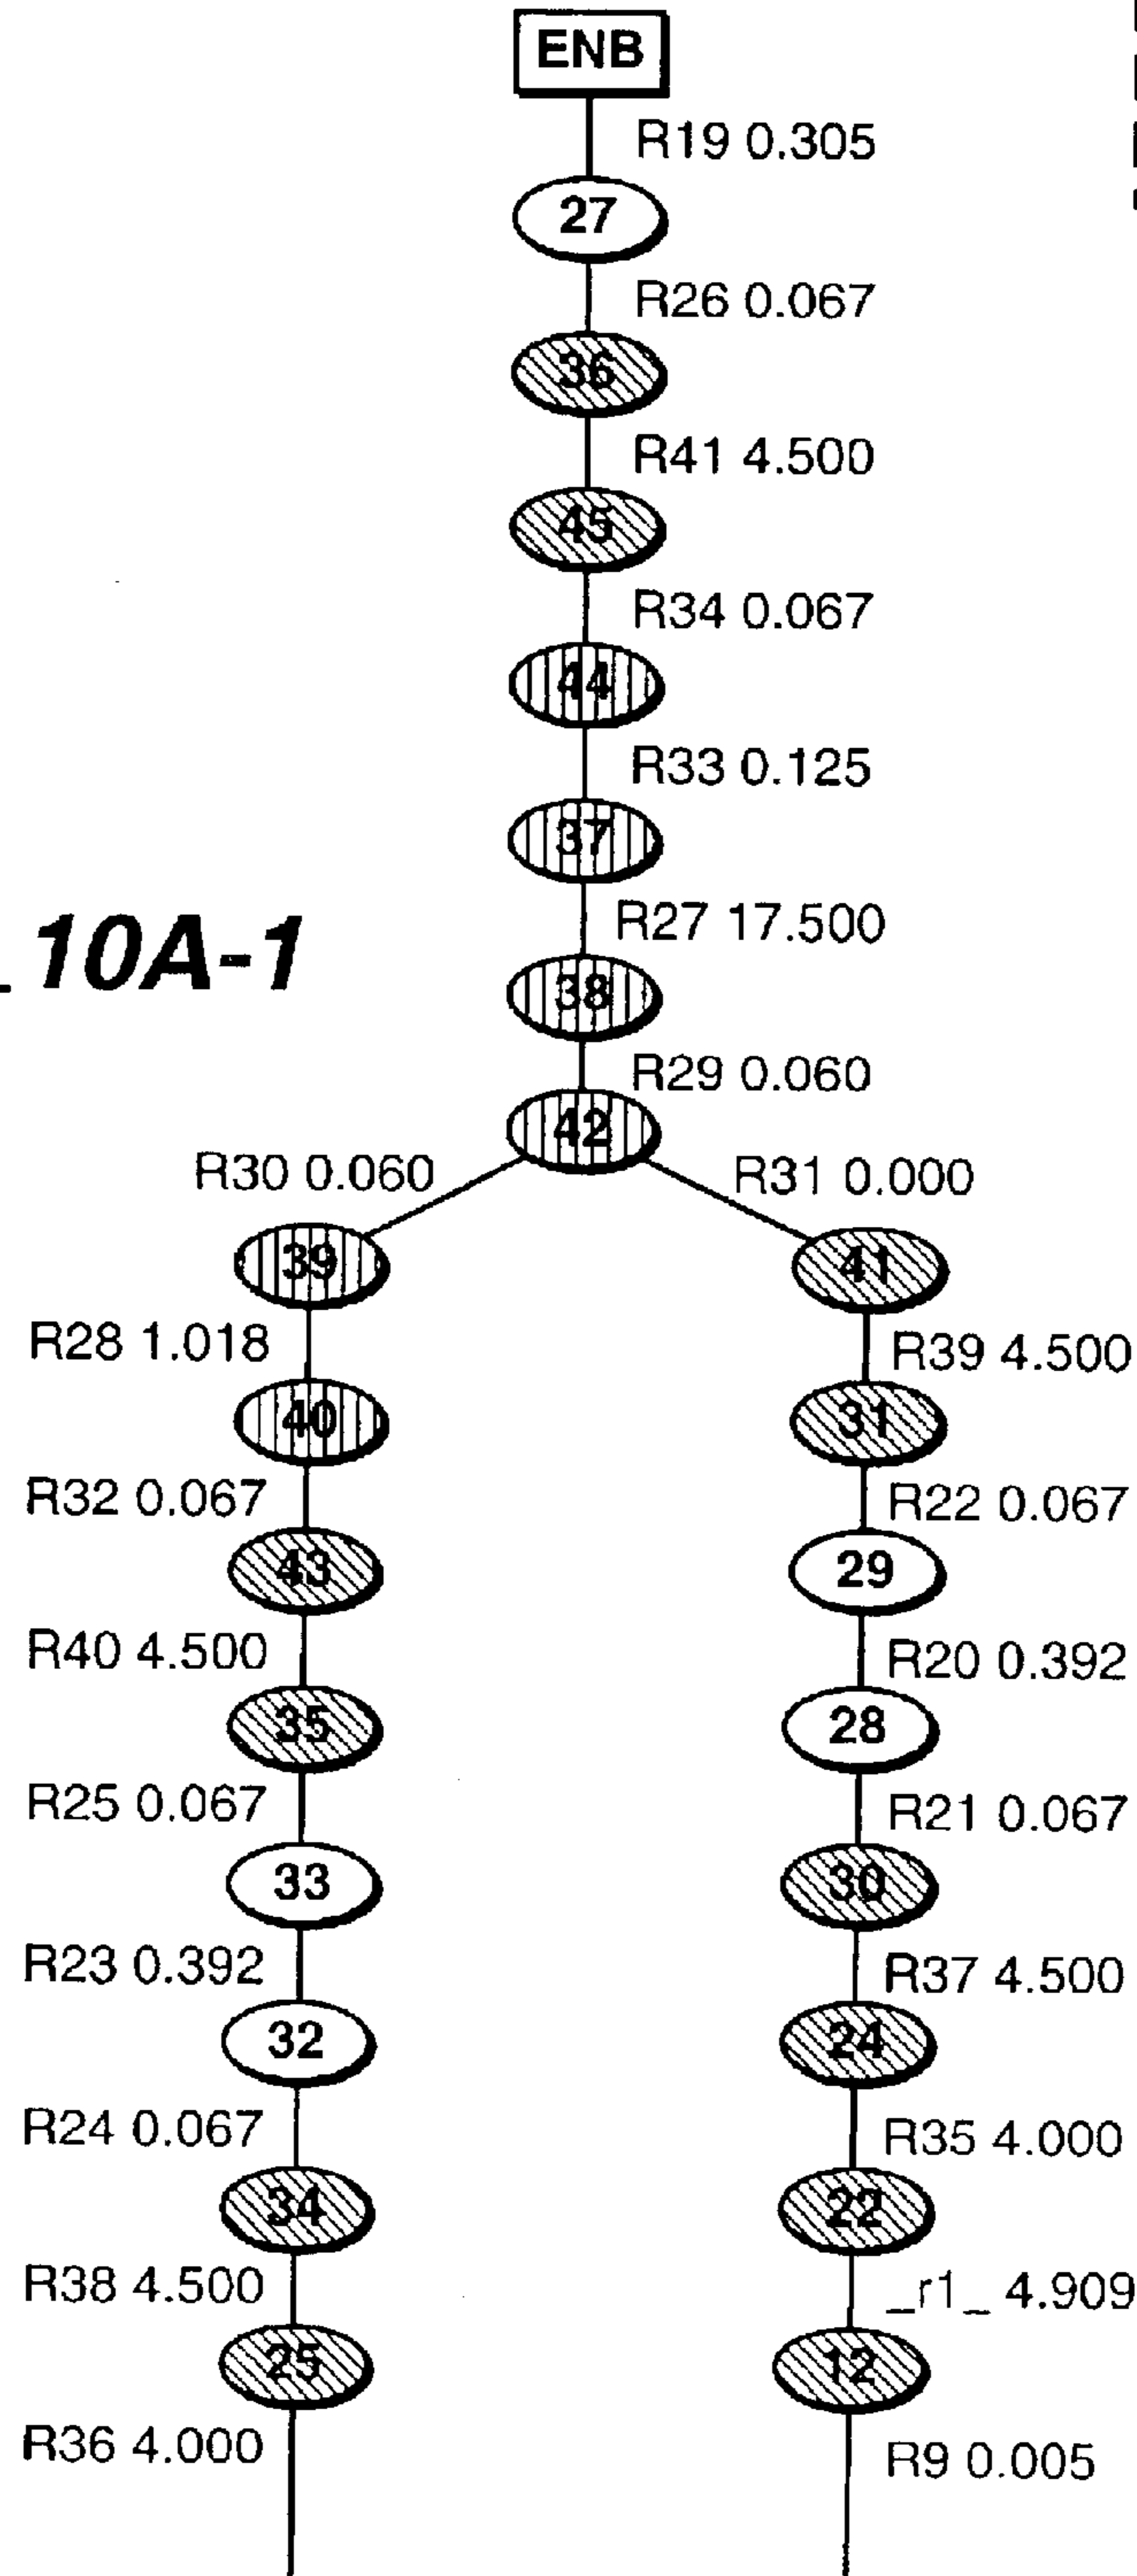 ENB
R19 0.305
27
R26 0.067
36
R41 4.500
45
R34 0.067
44
R33 0.125
37
R27 17.500
10A-1
38
R29 0.060
42
R30 0.060 R31 0.000
39 41
R28 1.018 R39 4.500
40 31
R32 0.067 R22 0.067
43 29
R40 4.500 R20 0.392
35 28
R25 0.067 R21 0.067
33 30
R23 0.392 R37 4.500
32 24
R24 0.067 R35 4.000
34 22
R38 4.500 _r1_ 4.909
25 12
R36 4.000 R9 0.005